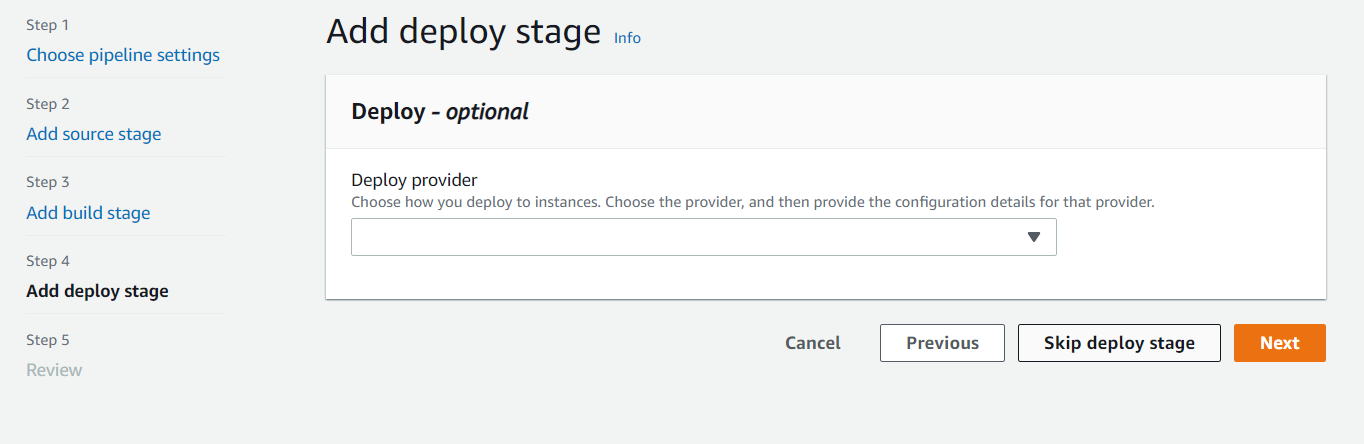 Step 1
Choose pipeline settings
Step 2
Add source stage
Step 3
Add build stage
Step 4
Add deploy stage
Step 5
Review
Add deploy stage Info
Deploy - optional
Deploy provider
Choose how you deploy to instances. Choose the provider, and then provide the configuration details for that provider.
Cancel Previous Skip deploy stage Next